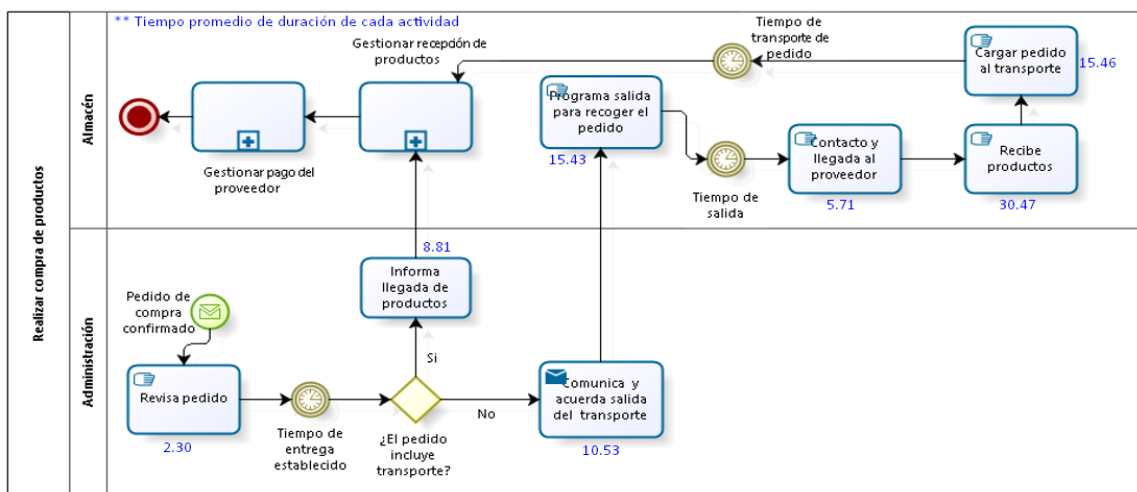 Realizar compra de productos
Almacén
** Tiempo promedio de duración de cada actividad
Gestionar recepción de
productos
Tiempo de
transporte de
pedido
Cargar pedido
al transporte
15.46
Programa salida
para recoger el
pedido
15.43
Gestionar pago del
proveedor
Tiempo de
salida
Contacto y
llegada al
proveedor
5.71
Recibe
productos
30.47
Administración
8.81
Informa
llegada de
productos
Pedido de
compra
confirmado
Si
Revisa pedido
2.30
Tiempo de
entrega
establecido
¿El pedido
incluye
transporte?
No
Comunica y
acuerda salida
del transporte
10.53